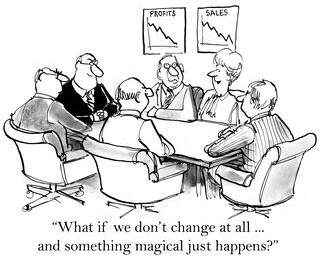 PROFITS
SALES
“What if we don’t change at all ...
and something magical just happens?”